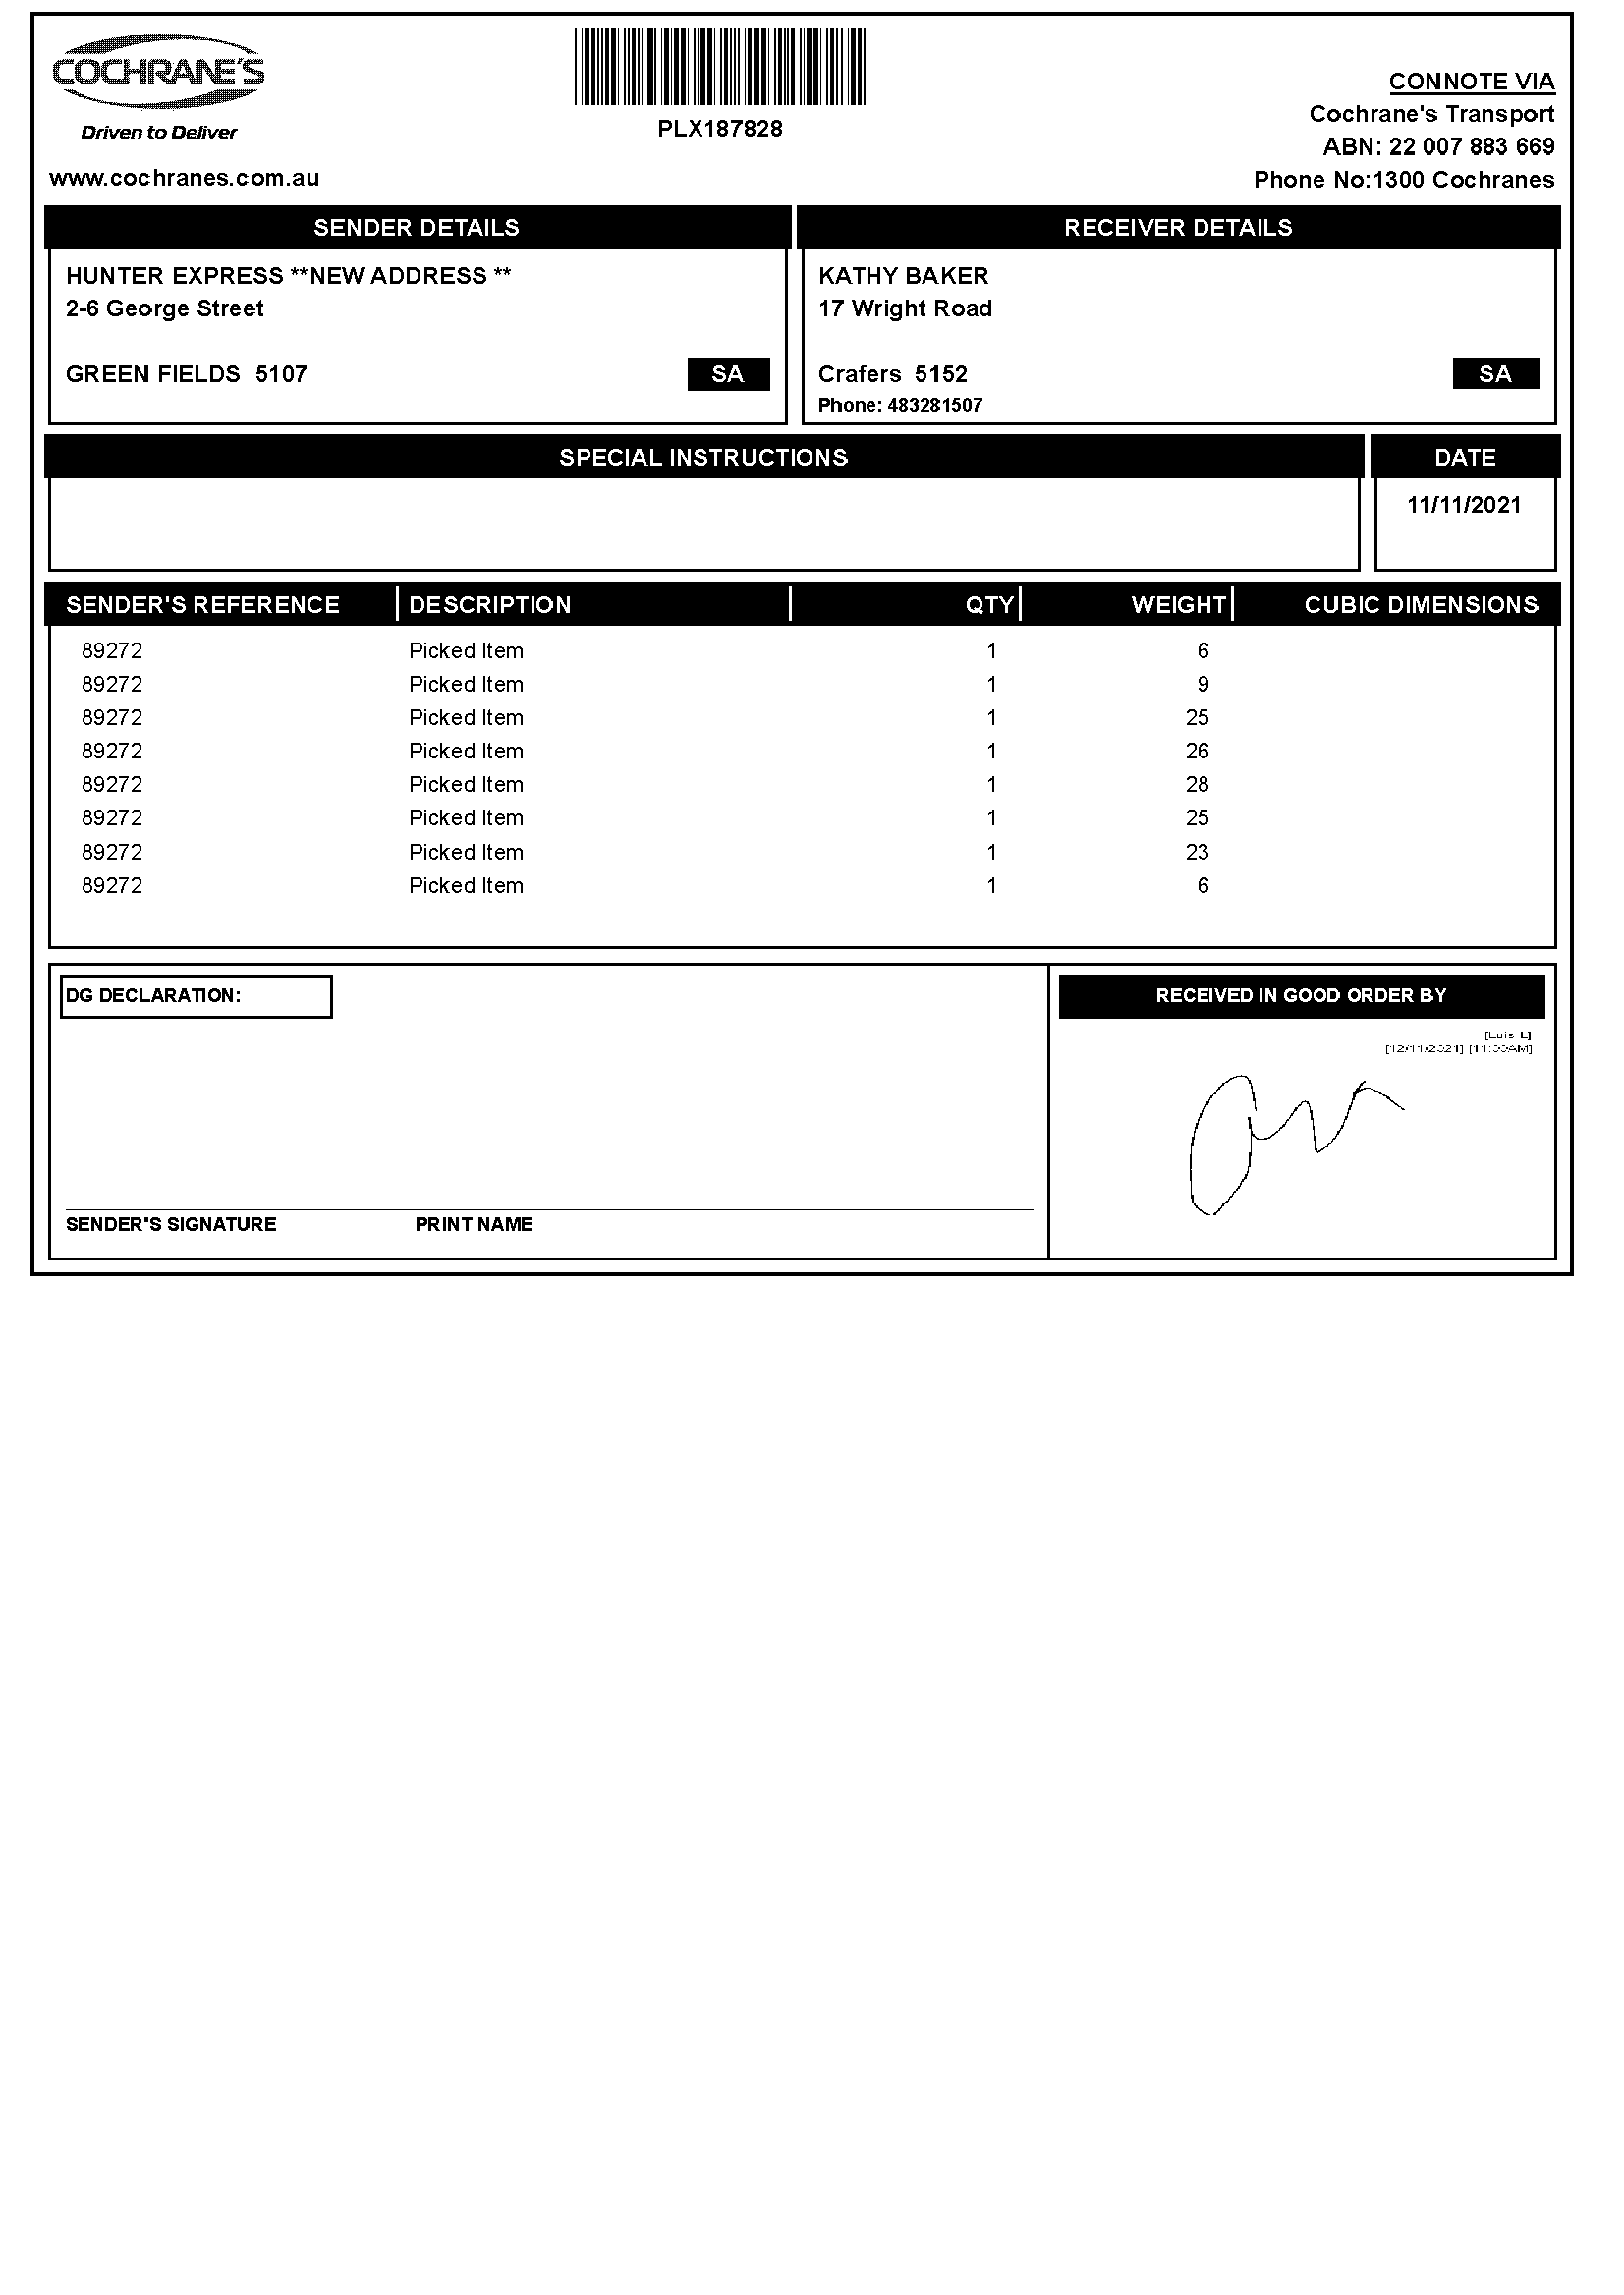 COCHRANE'S
Driven to Deliver
www.cochranes.com.au
PLX187828
CONNOTE VIA
Cochrane's Transport
ABN: 22 007 883 669
Phone No:1300 Cochranes
SENDER DETAILS
HUNTER EXPRESS **NEW ADDRESS **
2-6 George Street
GREEN FIELDS 5107 SA
RECEIVER DETAILS
KATHY BAKER
17 Wright Road
Crafers 5152 SA
Phone: 483281507
SPECIAL INSTRUCTIONS
DATE
11/11/2021
SENDER'S REFERENCE DESCRIPTION QTY WEIGHT CUBIC DIMENSIONS
89272 Picked Item 1 6
89272 Picked Item 1 9
89272 Picked Item 1 25
89272 Picked Item 1 26
89272 Picked Item 1 28
89272 Picked Item 1 25
89272 Picked Item 1 23
89272 Picked Item 1 6
DG DECLARATION:
SENDER'S SIGNATURE PRINT NAME
RECEIVED IN GOOD ORDER BY
[Luis L]
[12/11/2021]